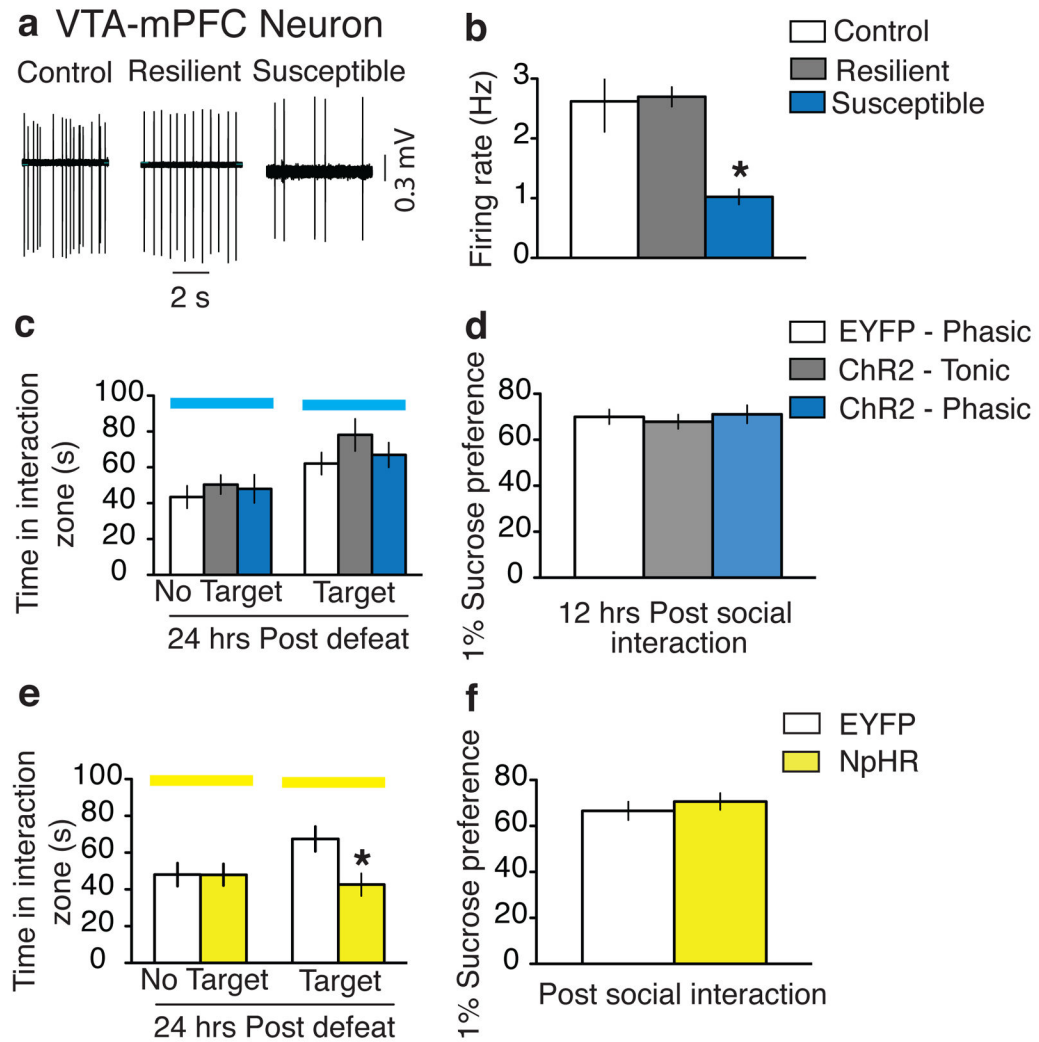 a VTA-mPFC Neuron
Control Resilient Susceptible
0.3 mV
2 s
b
Control
Resilient
Susceptible
Firing rate (Hz)
3
2
1
0
*
c
Time in interaction
zone (s)
100
80
60
40
20
0
No Target Target
24 hrs Post defeat
d
EYFP - Phasic
ChR2 - Tonic
ChR2 - Phasic
1% Sucrose preference
80
60
40
20
0
12 hrs Post social
interaction
e
Time in interaction
zone (s)
100
80
60
40
20
0
*
No Target Target
24 hrs Post defeat
f
EYFP
NpHR
1% Sucrose preference
80
60
40
20
0
Post social interaction